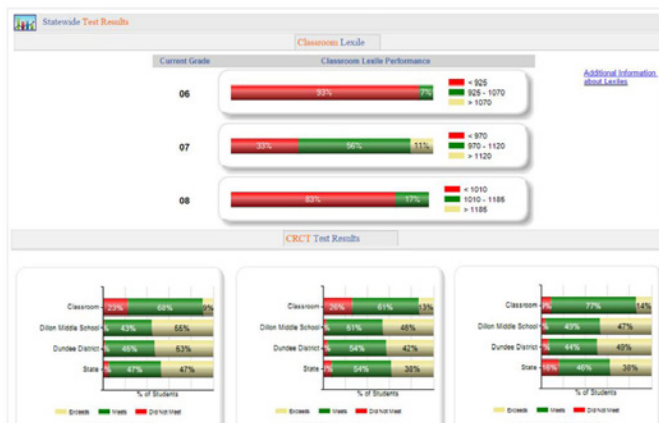 Statewide Test Results
Classroom Lexile
Current Grade Classroom Lexile Performance
Additional Information about Lexiles
06 93% 7%
< 925
925 - 1070
> 1070
07 33% 56% 11%
< 970
970 - 1120
> 1120
08 83% 17%
< 1010
1010 - 1185
> 1185
CRCT Test Results
Classroom 23% 68% 9%
Dillon Middle School 43% 55%
Dundee District 46% 53%
State 47% 47%
% of Students
Exceeds Meets Did Not Meet
Classroom 26% 61% 13%
Dillon Middle School 51% 46%
Dundee District 54% 42%
State 54% 38%
% of Students
Exceeds Meets Did Not Meet
Classroom 77% 14%
Dillon Middle School 49% 47%
Dundee District 44% 49%
State 16% 46% 38%
% of Students
Exceeds Meets Did Not Meet